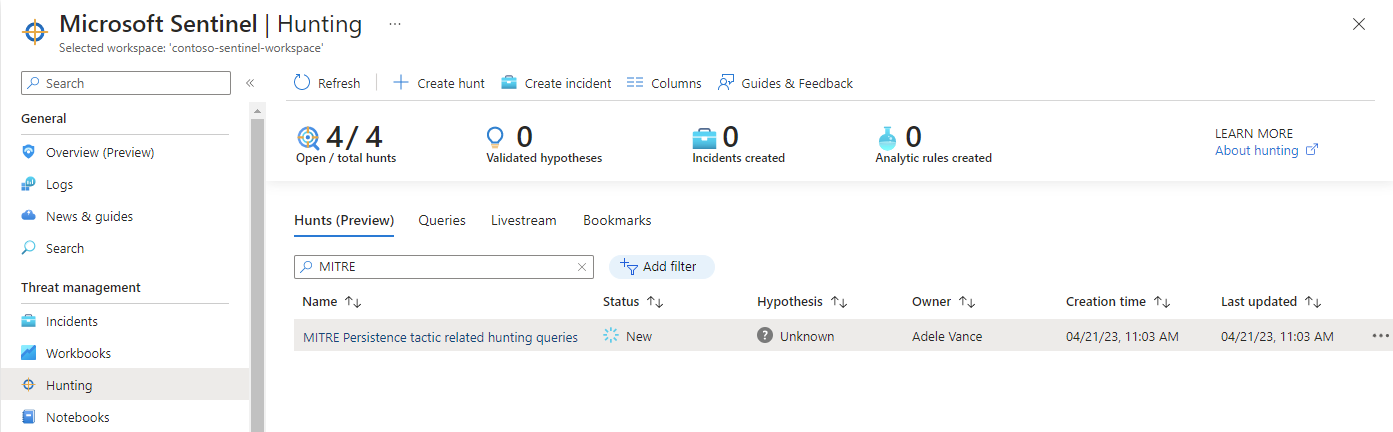 Microsoft Sentinel | Hunting ...
Selected workspace: 'contoso-sentinel-workspace'
Search
General
Overview (Preview)
Logs
News & guides
Search
Threat management
Incidents
Workbooks
Hunting
Notebooks
Refresh Create hunt Create incident Columns Guides & Feedback
4 / 4 0 0 0
Open / total hunts Validated hypotheses Incidents created Analytic rules created
LEARN MORE
About hunting
Hunts (Preview) Queries Livestream Bookmarks
MITRE Add filter
Name Status Hypothesis Owner Creation time Last updated
MITRE Persistence tactic related hunting queries New Unknown Adele Vance 04/21/23, 11:03 AM 04/21/23, 11:03 AM